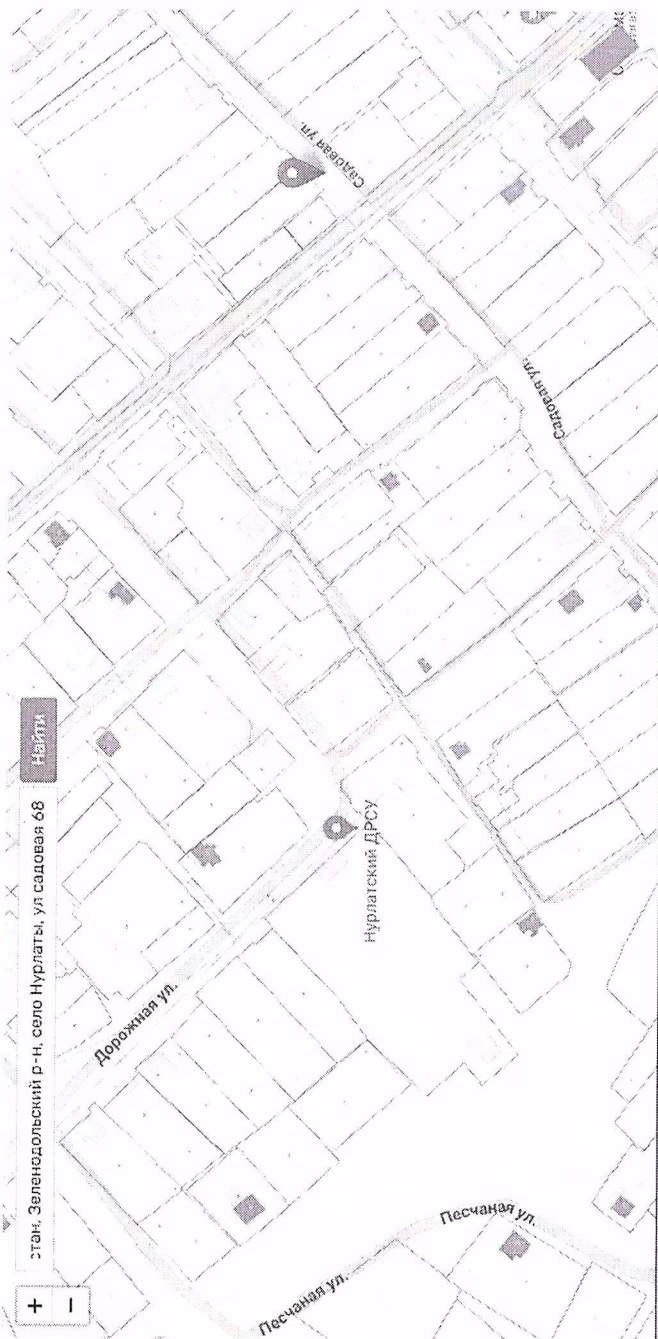 +
−
стан, Зеленодольский р-н, село Нурлаты, ул садовая 68
Найти
Песчаная ул.
Песчаная ул.
Дорожная ул.
Нурлатский ДРСУ
Садовая ул.
Садовая ул.